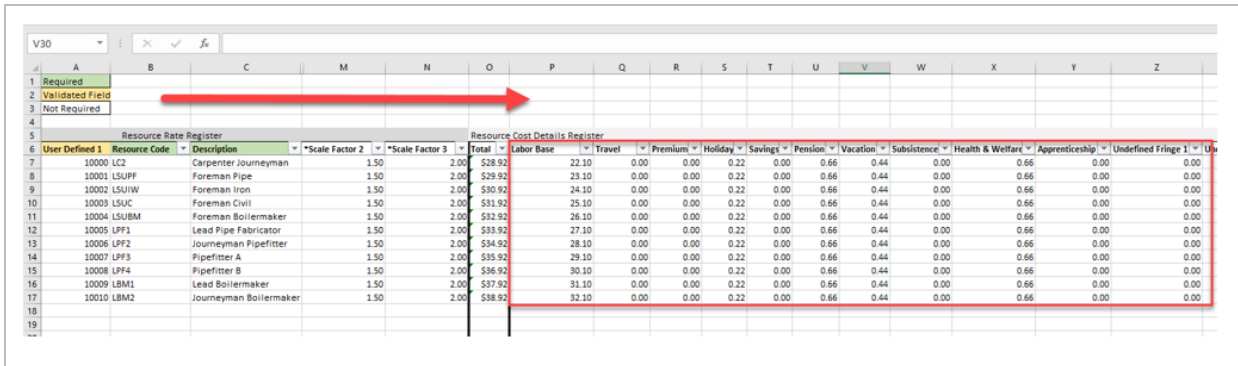 V30 fx
A B C M N O P Q R S T U V W X Y Z
1 Required
2 Validated Field
3 Not Required
4
5 Resource Rate Register Resource Cost Details Register
6 User Defined 1 Resource Code Description *Scale Factor 2 *Scale Factor 3 Total Labor Base Travel Premium Holiday Savings Pension Vacation Subsistence Health & Welfare Apprenticeship Undefined Fringe 1
7 10000 LC2 Carpenter Journeyman 1.50 2.00 $28.92 22.10 0.00 0.00 0.22 0.00 0.66 0.44 0.00 0.66 0.00 0.00
8 10001 LSUPF Foreman Pipe 1.50 2.00 $29.92 23.10 0.00 0.00 0.22 0.00 0.66 0.44 0.00 0.66 0.00 0.00
9 10002 LSUIW Foreman Iron 1.50 2.00 $30.92 24.10 0.00 0.00 0.22 0.00 0.66 0.44 0.00 0.66 0.00 0.00
10 10003 LSUC Foreman Civil 1.50 2.00 $31.92 25.10 0.00 0.00 0.22 0.00 0.66 0.44 0.00 0.66 0.00 0.00
11 10004 LSUBM Foreman Boilermaker 1.50 2.00 $32.92 26.10 0.00 0.00 0.22 0.00 0.66 0.44 0.00 0.66 0.00 0.00
12 10005 LPF1 Lead Pipe Fabricator 1.50 2.00 $33.92 27.10 0.00 0.00 0.22 0.00 0.66 0.44 0.00 0.66 0.00 0.00
13 10006 LPF2 Journeyman Pipefitter 1.50 2.00 $34.92 28.10 0.00 0.00 0.22 0.00 0.66 0.44 0.00 0.66 0.00 0.00
14 10007 LPF3 Pipefitter A 1.50 2.00 $35.92 29.10 0.00 0.00 0.22 0.00 0.66 0.44 0.00 0.66 0.00 0.00
15 10008 LPF4 Pipefitter B 1.50 2.00 $36.92 30.10 0.00 0.00 0.22 0.00 0.66 0.44 0.00 0.66 0.00 0.00
16 10009 LBM1 Lead Boilermaker 1.50 2.00 $37.92 31.10 0.00 0.00 0.22 0.00 0.66 0.44 0.00 0.66 0.00 0.00
17 10010 LBM2 Journeyman Boilermaker 1.50 2.00 $38.92 32.10 0.00 0.00 0.22 0.00 0.66 0.44 0.00 0.66 0.00 0.00
18
19